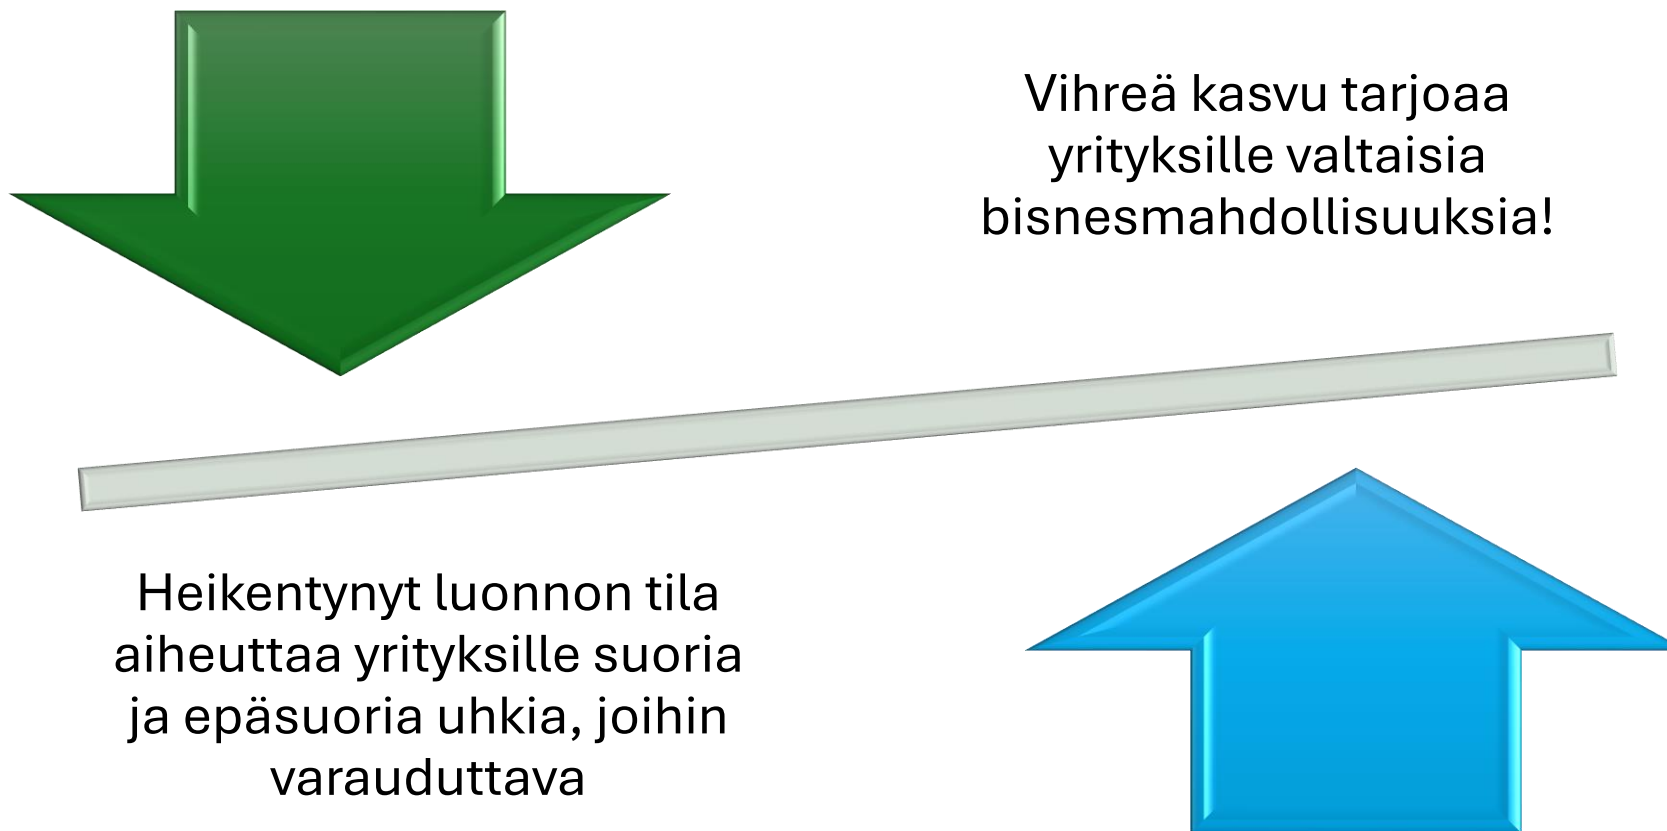 Vihreä kasvu tarjoaa
yrityksille valtaisia
bisnesmahdollisuuksia!
Heikentynyt luonnon tila
aiheuttaa yrityksille suoria
ja epäsuoria uhkia, joihin
varauduttava